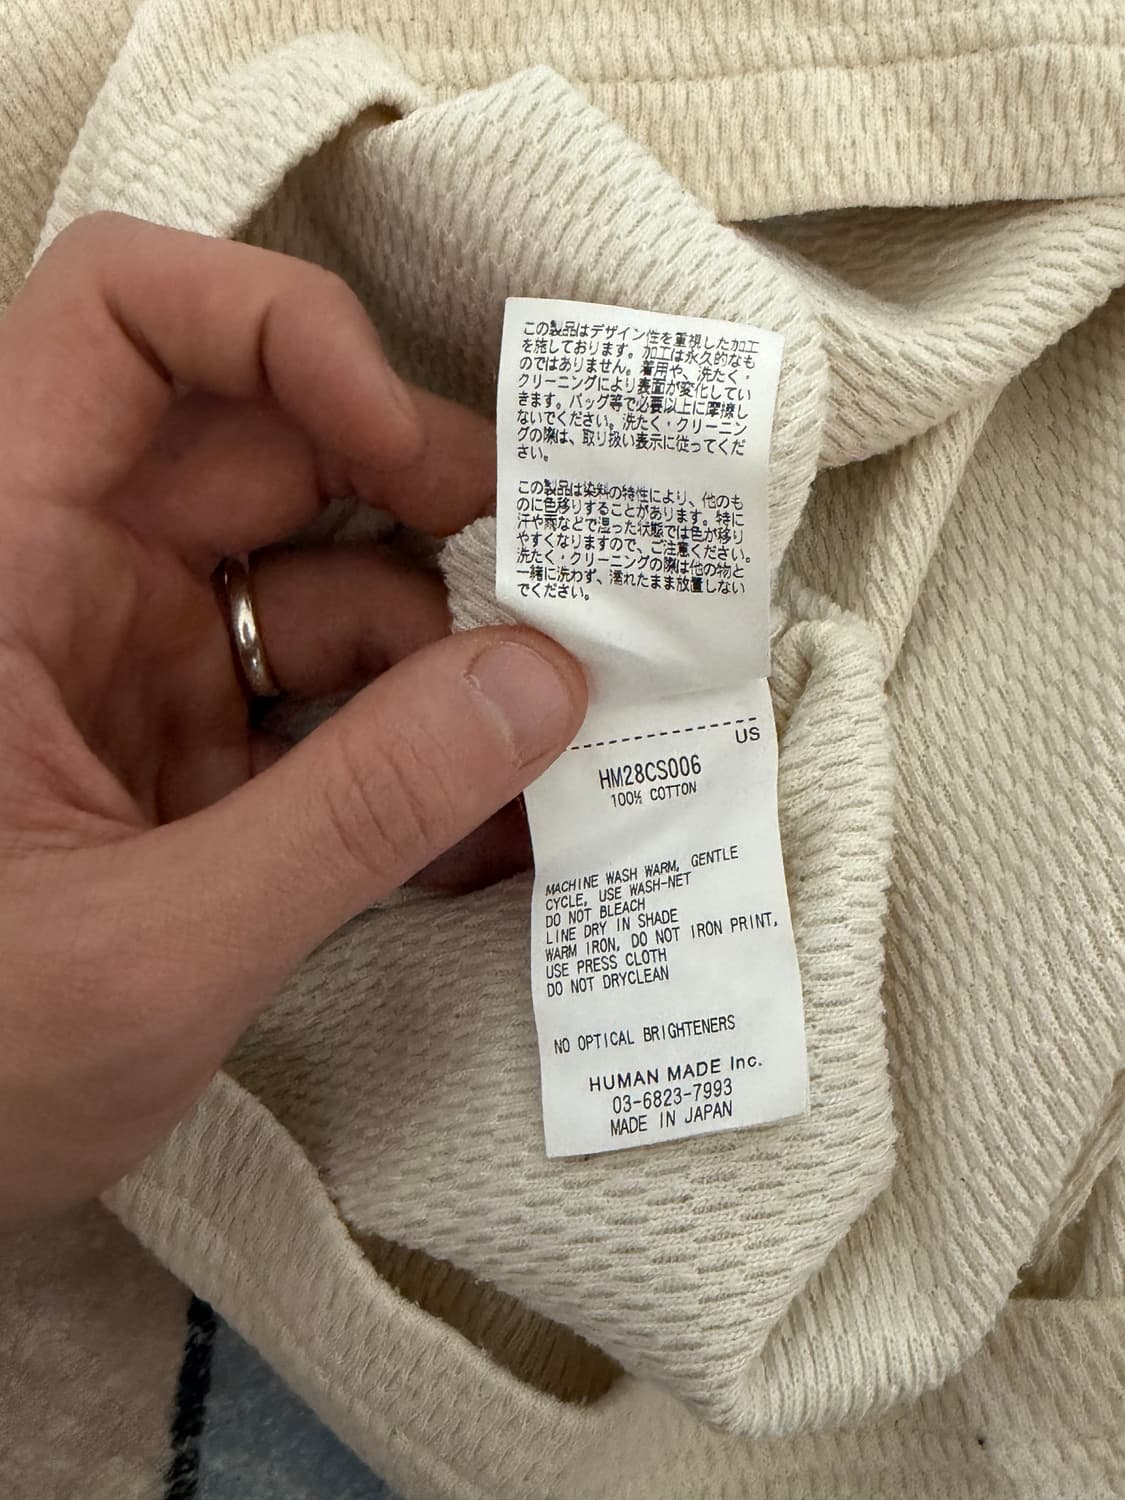 この製品はデザイン性を重視した加工
を施しております。加工は永久的なも
のではありません。着用や、洗たく・
クリーニングにより表面が変化してい
きます。バッグ等で必要以上に摩擦し
ないでください。洗たく・クリーニン
グの際は、取り扱い表示に従ってくだ
さい。
この製品は染料の特性により、他のも
のに色移りすることがあります。特に
汗や雨などで湿った状態では色が移り
やすくなりますので、ご注意ください。
洗たく・クリーニングの際は他の物と
一緒に洗わず、濡れたまま放置しない
でください。
US
HM28CS006
100% COTTON
MACHINE WASH WARM, GENTLE
CYCLE, USE WASH-NET
DO NOT BLEACH
LINE DRY IN SHADE
WARM IRON, DO NOT IRON PRINT,
USE PRESS CLOTH
DO NOT DRYCLEAN
NO OPTICAL BRIGHTENERS
HUMAN MADE Inc.
03-6823-7993
MADE IN JAPAN